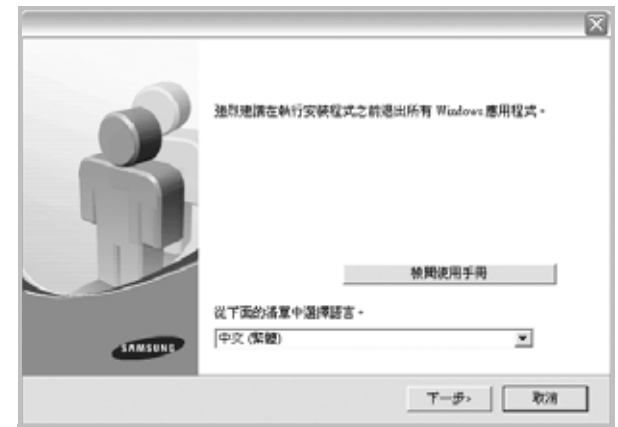 強烈建議在執行安裝程式之前退出所有 Windows 應用程式。
檢閱使用手冊
從下面的清單中選擇語言。
中文 (繁體)
SAMSUNG
下一步>
取消